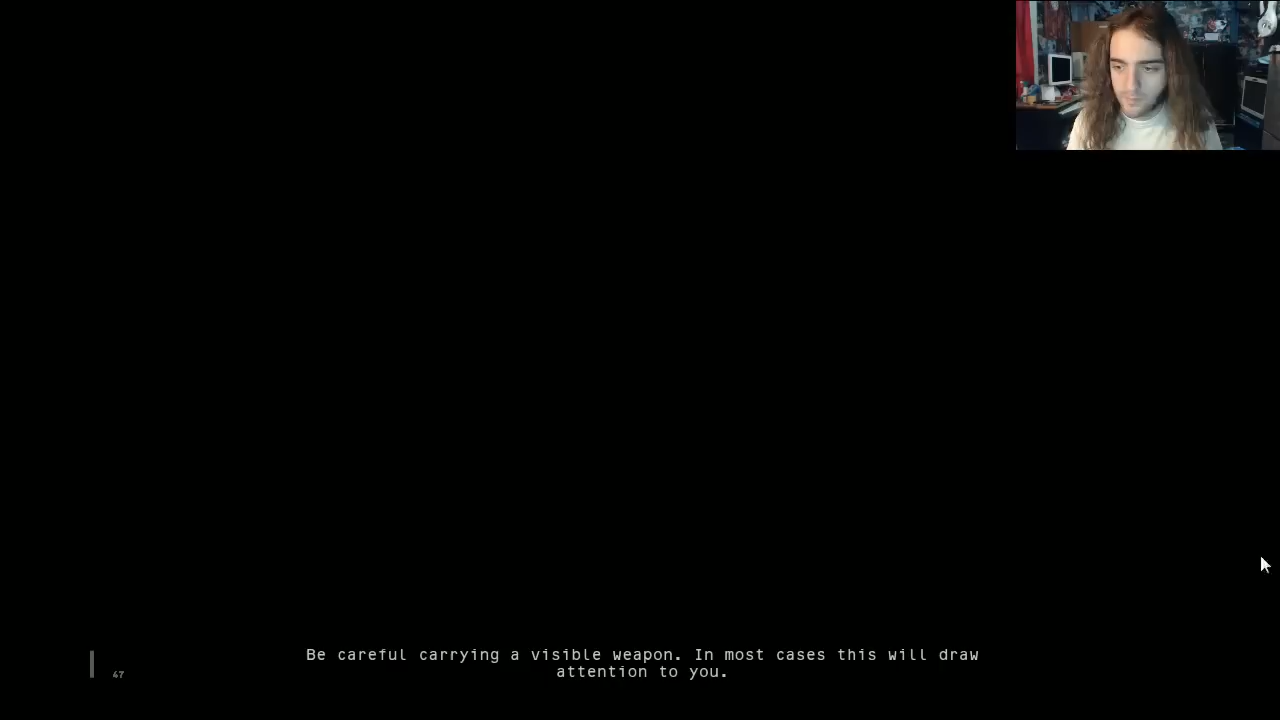 Be careful carrying a visible weapon. In most cases this will draw
attention to you.
47